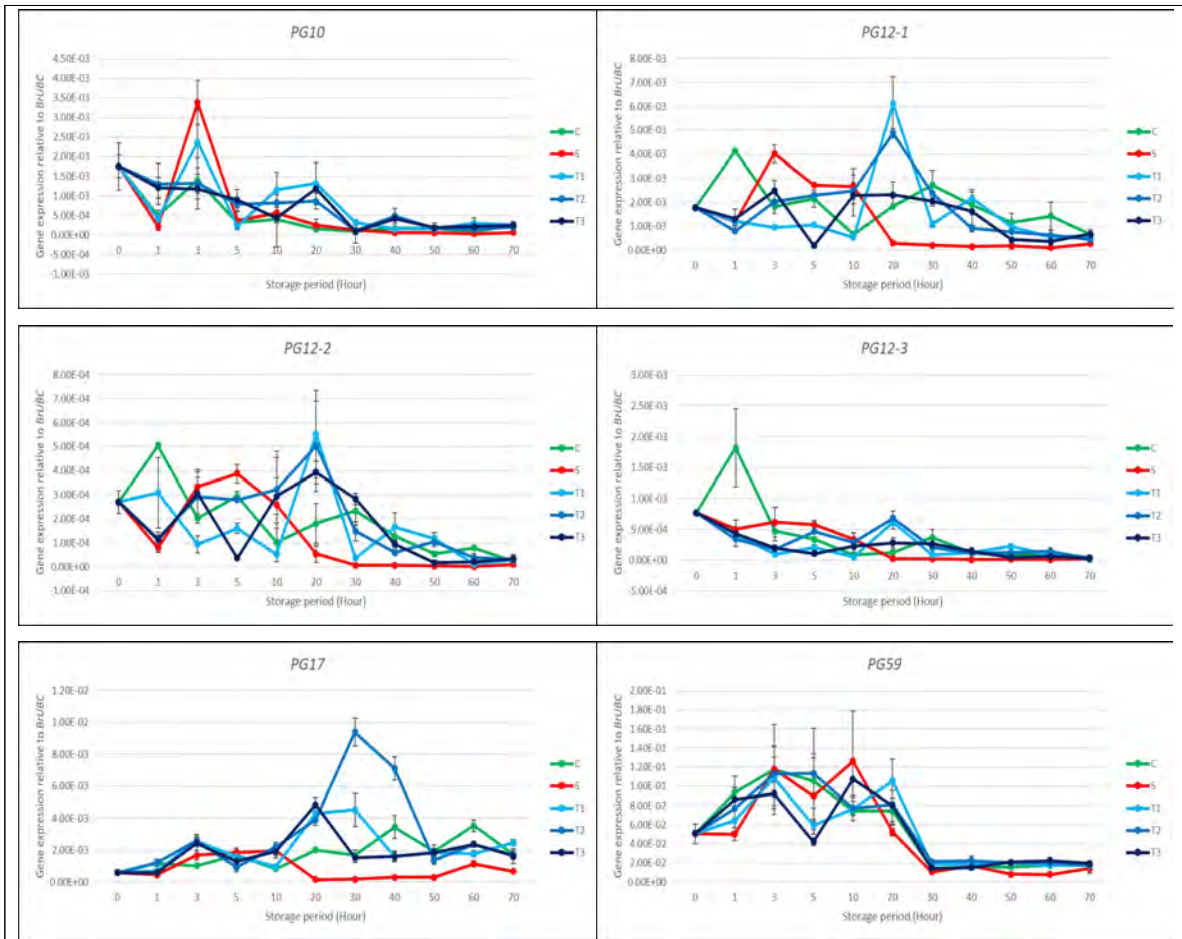 PG10
Gene expression relative to BrUBC
4.50E-03
4.00E-03
3.50E-03
3.00E-03
2.50E-03
2.00E-03
1.50E-03
1.00E-03
5.00E-04
0.00E+00
-5.00E-04
-1.00E-03
0 1 3 5 10 20 30 40 50 60 70
Storage period (Hour)
C
S
T1
T2
T3
PG12-1
Gene expression relative to BrUBC
8.00E-03
7.00E-03
6.00E-03
5.00E-03
4.00E-03
3.00E-03
2.00E-03
1.00E-03
0.00E+00
0 1 3 5 10 20 30 40 50 60 70
Storage period (Hour)
C
S
T1
T2
T3
PG12-2
Gene expression relative to BrUBC
8.00E-04
7.00E-04
6.00E-04
5.00E-04
4.00E-04
3.00E-04
2.00E-04
1.00E-04
0.00E+00
-1.00E-04
0 1 3 5 10 20 30 40 50 60 70
Storage period (Hour)
C
S
T1
T2
T3
PG12-3
Gene expression relative to BrUBC
3.00E-03
2.50E-03
2.00E-03
1.50E-03
1.00E-03
5.00E-04
0.00E+00
-5.00E-04
0 1 3 5 10 20 30 40 50 60 70
Storage period (Hour)
C
S
T1
T2
T3
PG17
Gene expression relative to BrUBC
1.20E-02
1.00E-02
8.00E-03
6.00E-03
4.00E-03
2.00E-03
0.00E+00
0 1 3 5 10 20 30 40 50 60 70
Storage period (Hour)
C
S
T1
T2
T3
PG59
Gene expression relative to BrUBC
2.00E-01
1.80E-01
1.60E-01
1.40E-01
1.20E-01
1.00E-01
8.00E-02
6.00E-02
4.00E-02
2.00E-02
0.00E+00
0 1 3 5 10 20 30 40 50 60 70
Storage period (Hour)
C
S
T1
T2
T3